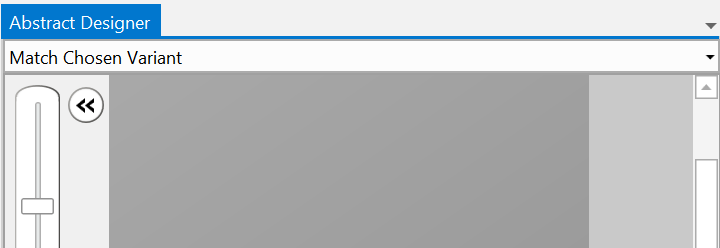 Abstract Designer
Match Chosen Variant